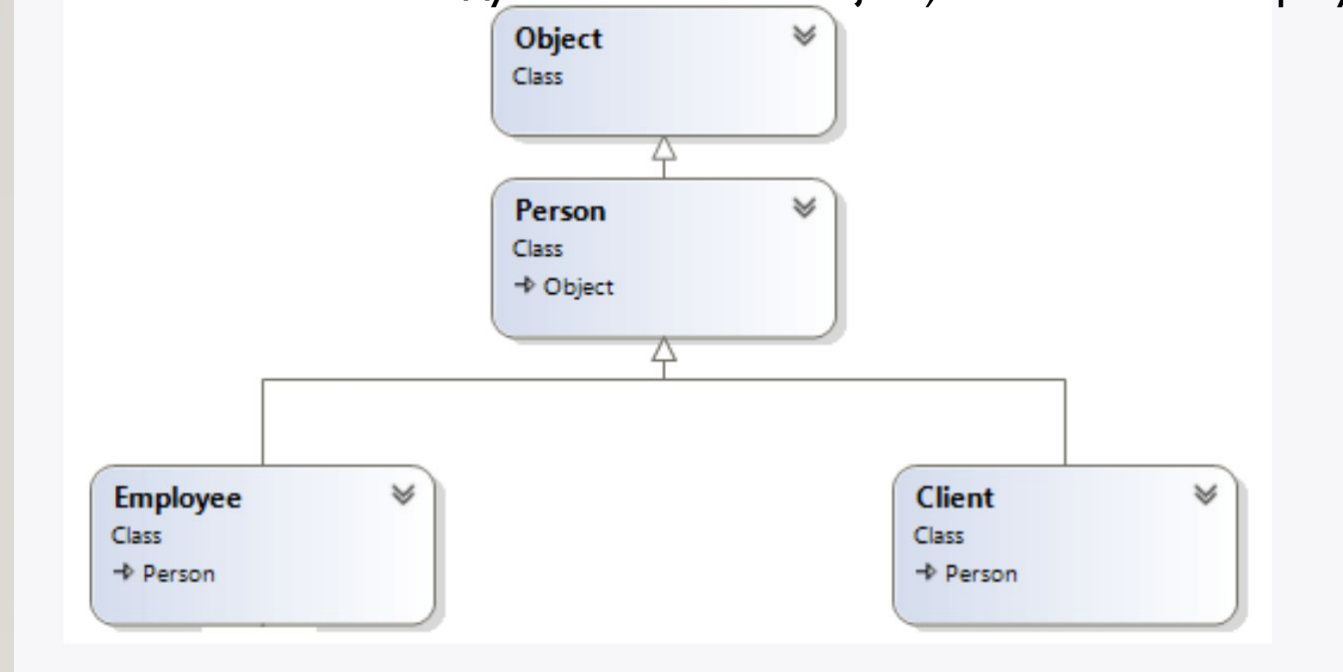 Object
Class
Person
Class
Object
Employee
Class
Person
Client
Class
Person